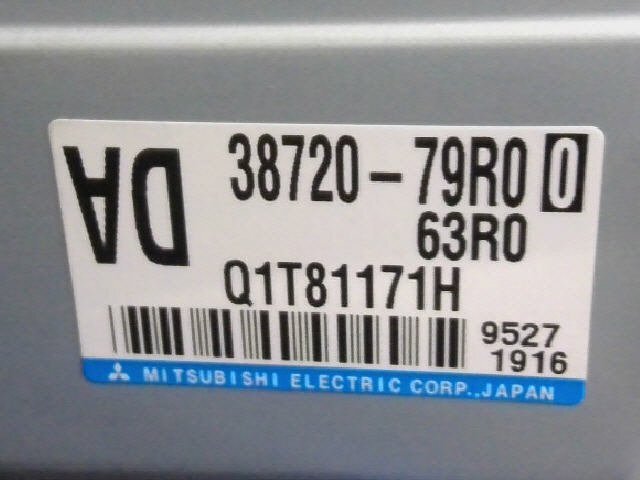 DA
38720-79R0 0
63R0
Q1T81171H
9527
1916
MITSUBISHI ELECTRIC CORP., JAPAN